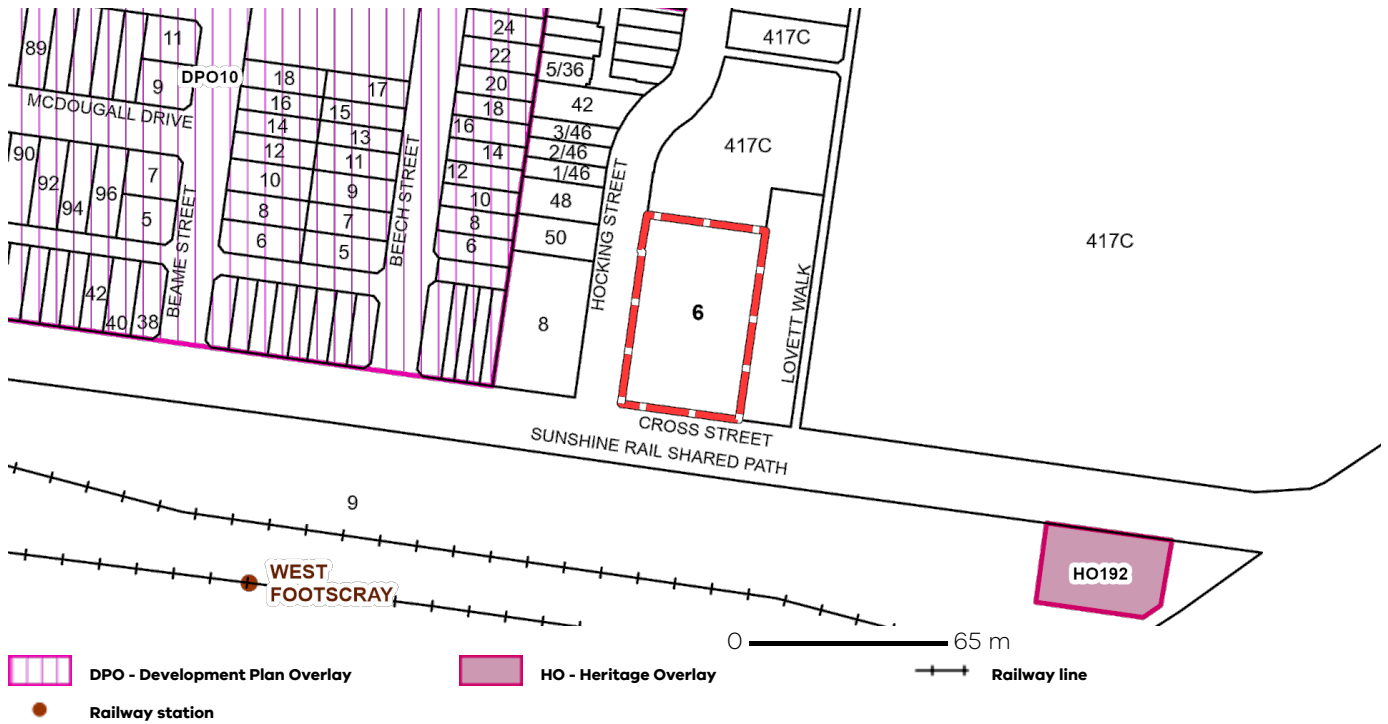 24
417C
89
11
22
5/36
DPO10
18
17
20
9
42
16
15
18
MCDOUGALL DRIVE
14
13
16
3/46
417C
90
12
11
14
2/46
7
12
1/46
92
96
10
9
10
48
94
5
8
7
8
50
6
5
6
BEAME STREET
BEECH STREET
HOCKING STREET
LOVETT WALK
417C
6
42
40
38
8
CROSS STREET
SUNSHINE RAIL SHARED PATH
9
WEST
FOOTSCRAY
HO192
0
65 m
DPO - Development Plan Overlay
HO - Heritage Overlay
Railway line
Railway station